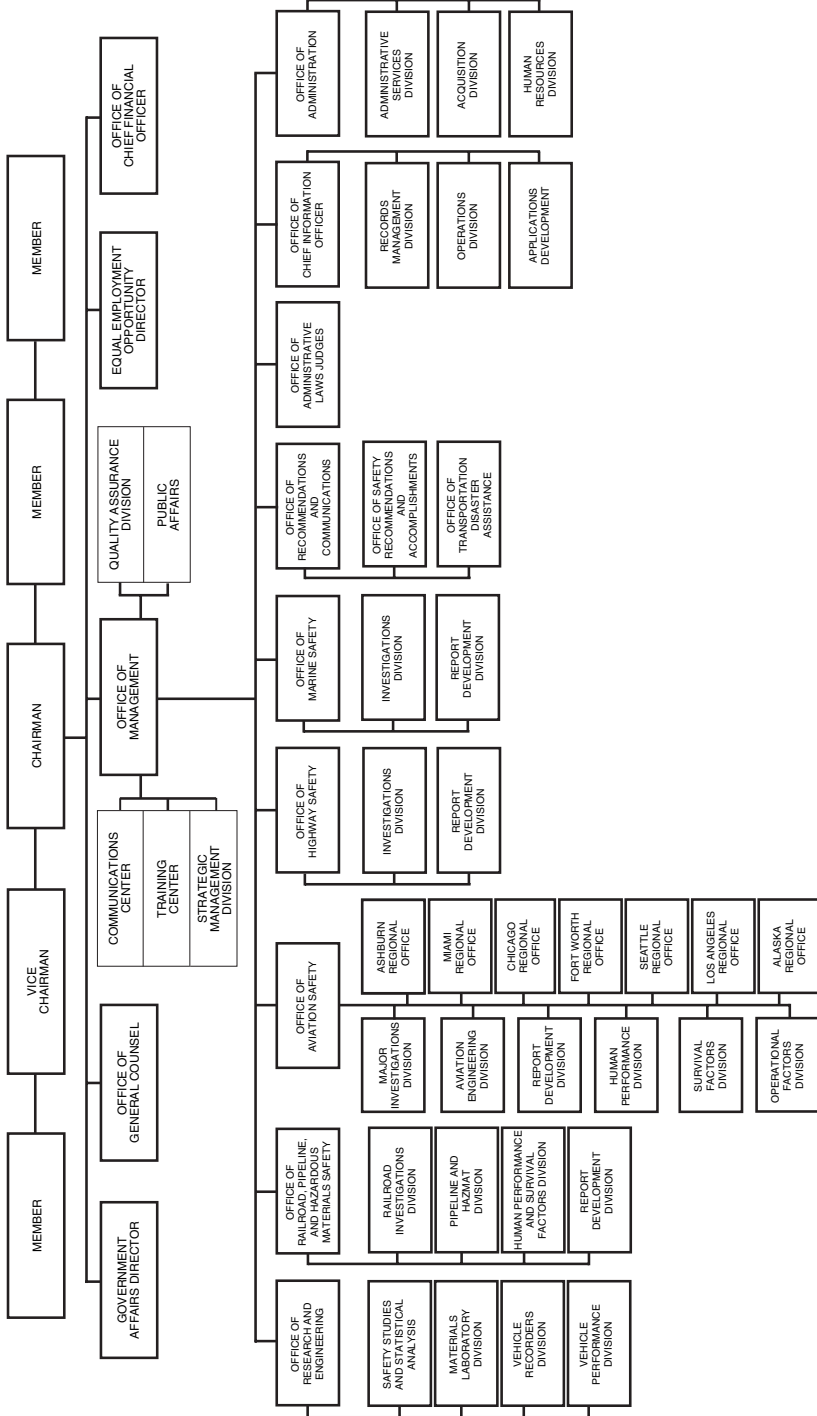 MEMBER
VICE
CHAIRMAN
CHAIRMAN
MEMBER
MEMBER
GOVERNMENT
AFFAIRS DIRECTOR
OFFICE OF
GENERAL COUNSEL
COMMUNICATIONS
CENTER
TRAINING
CENTER
STRATEGIC
MANAGEMENT
DIVISION
OFFICE OF
MANAGEMENT
QUALITY ASSURANCE
DIVISION
PUBLIC
AFFAIRS
EQUAL EMPLOYMENT
OPPORTUNITY
DIRECTOR
OFFICE OF
CHIEF FINANCIAL
OFFICER
OFFICE OF
RESEARCH AND
ENGINEERING
SAFETY STUDIES
AND STATISTICAL
ANALYSIS
MATERIALS
LABORATORY
DIVISION
VEHICLE
RECORDERS
DIVISION
VEHICLE
PERFORMANCE
DIVISION
OFFICE OF
RAILROAD, PIPELINE,
AND HAZARDOUS
MATERIALS SAFETY
RAILROAD
INVESTIGATIONS
DIVISION
PIPELINE AND
HAZMAT
DIVISION
HUMAN PERFORMANCE
AND SURVIVAL
FACTORS DIVISION
REPORT
DEVELOPMENT
DIVISION
OFFICE OF
AVIATION SAFETY
MAJOR
INVESTIGATIONS
DIVISION
AVIATION
ENGINEERING
DIVISION
REPORT
DEVELOPMENT
DIVISION
HUMAN
PERFORMANCE
DIVISION
SURVIVAL
FACTORS
DIVISION
OPERATIONAL
FACTORS
DIVISION
ASHBURN
REGIONAL
OFFICE
MIAMI
REGIONAL
OFFICE
CHICAGO
REGIONAL
OFFICE
FORT WORTH
REGIONAL
OFFICE
SEATTLE
REGIONAL
OFFICE
LOS ANGELES
REGIONAL
OFFICE
ALASKA
REGIONAL
OFFICE
OFFICE OF
HIGHWAY SAFETY
INVESTIGATIONS
DIVISION
REPORT
DEVELOPMENT
DIVISION
OFFICE OF
MARINE SAFETY
INVESTIGATIONS
DIVISION
REPORT
DEVELOPMENT
DIVISION
OFFICE OF
RECOMMENDATIONS
AND
COMMUNICATIONS
OFFICE OF SAFETY
RECOMMENDATIONS
AND
ACCOMPLISHMENTS
OFFICE OF
TRANSPORTATION
DISASTER
ASSISTANCE
OFFICE OF
ADMINISTRATIVE
LAWS JUDGES
OFFICE OF
CHIEF INFORMATION
OFFICER
RECORDS
MANAGEMENT
DIVISION
OPERATIONS
DIVISION
APPLICATIONS
DEVELOPMENT
OFFICE OF
ADMINISTRATION
ADMINISTRATIVE
SERVICES
DIVISION
ACQUISITION
DIVISION
HUMAN
RESOURCES
DIVISION